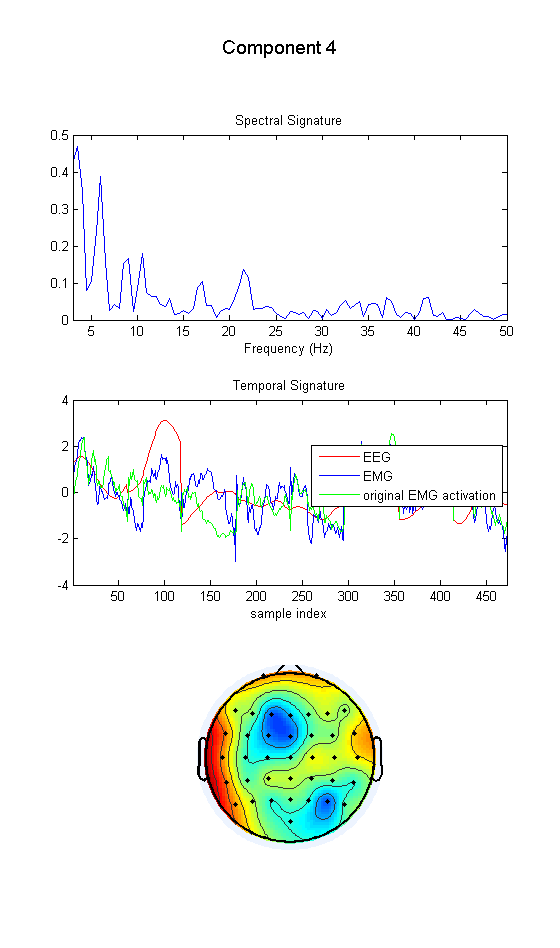 Component 4
Spectral Signature
0.5
0.4
0.3
0.2
0.1
0
5 10 15 20 25 30 35 40 45 50
Frequency (Hz)
Temporal Signature
4
2
0
-2
-4
EEG
EMG
original EMG activation
50 100 150 200 250 300 350 400 450
sample index